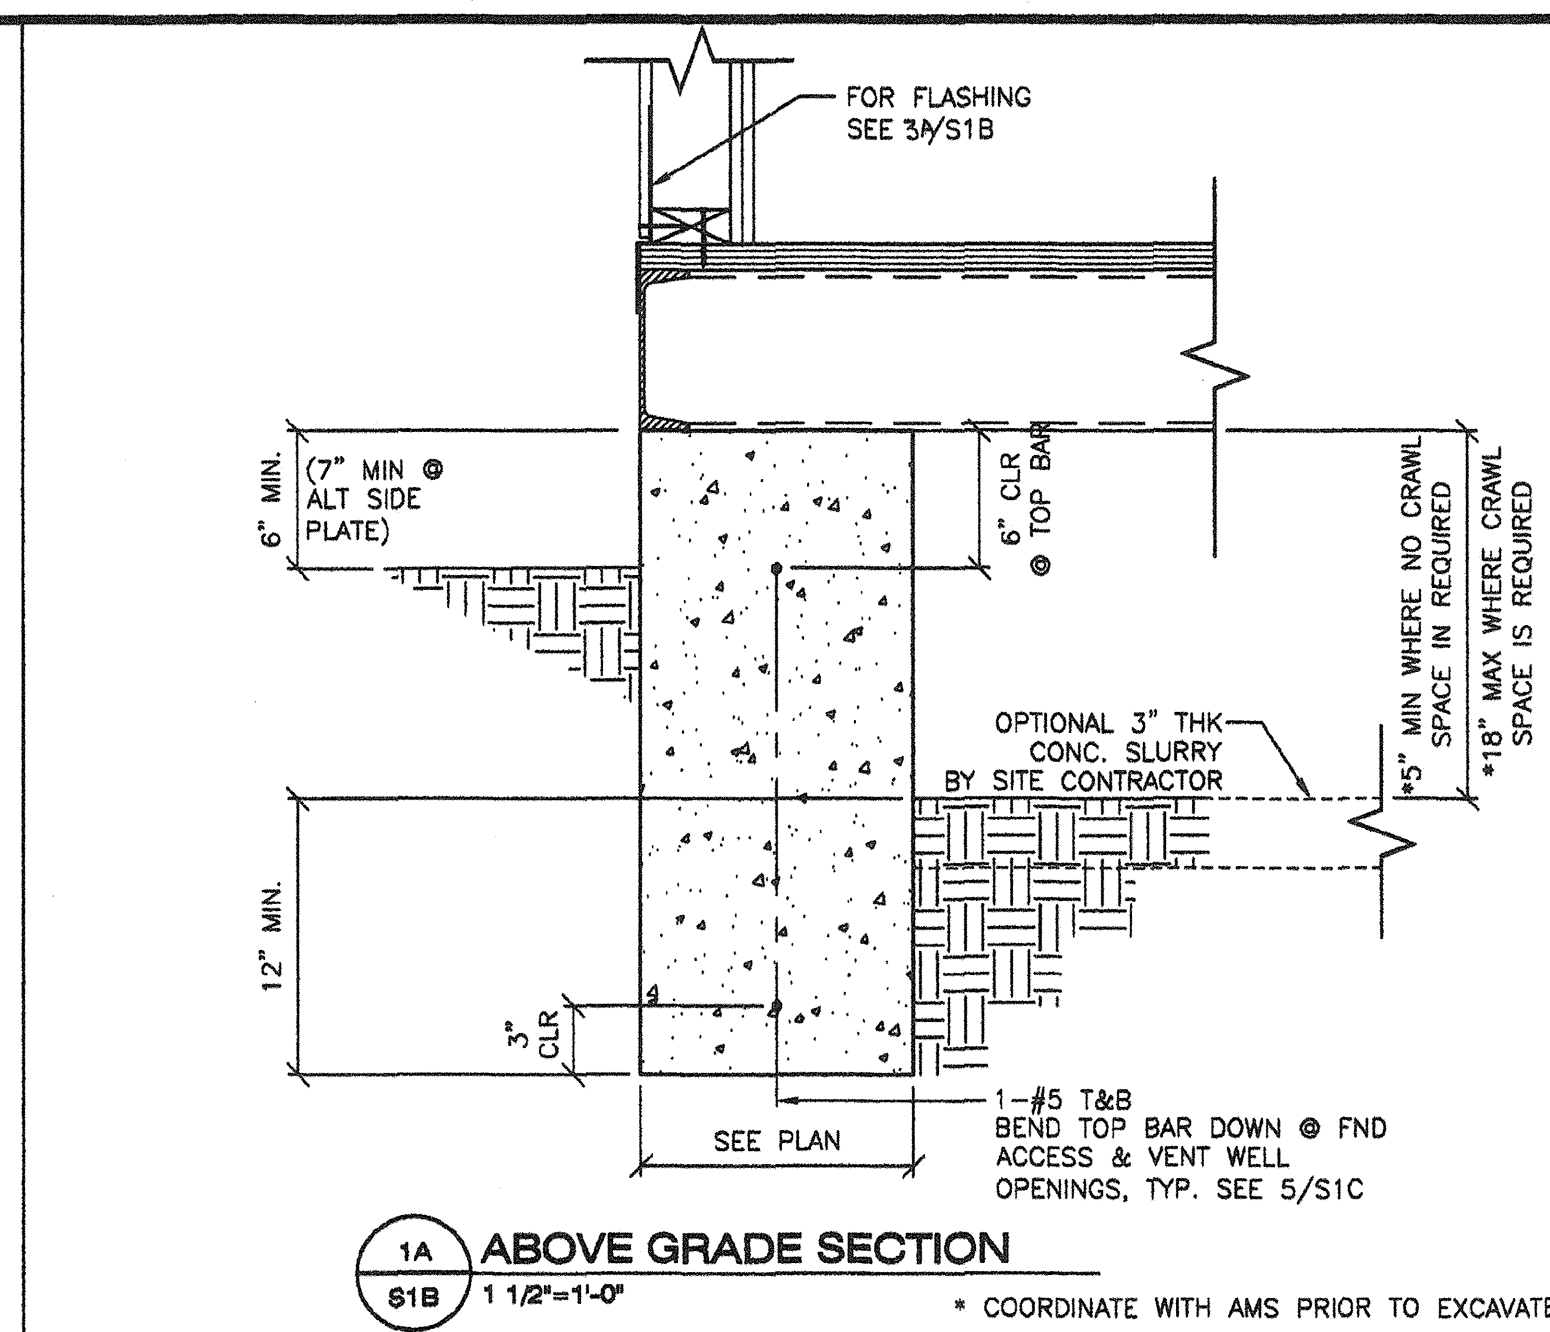 FOR FLASHING
SEE 3A/S1B
6" MIN.
(7" MIN @
ALT SIDE
PLATE)
6" CLR
@ TOP BAR
*5" MIN WHERE NO CRAWL
SPACE IN REQUIRED
*18" MAX WHERE CRAWL
SPACE IS REQUIRED
OPTIONAL 3" THK
CONC. SLURRY
BY SITE CONTRACTOR
12" MIN.
3"
CLR
1-#5 T&B
BEND TOP BAR DOWN @ FND
ACCESS & VENT WELL
OPENINGS, TYP. SEE 5/S1C
SEE PLAN
1A
S1B
ABOVE GRADE SECTION
1 1/2"=1'-0"
* COORDINATE WITH AMS PRIOR TO EXCAVATE